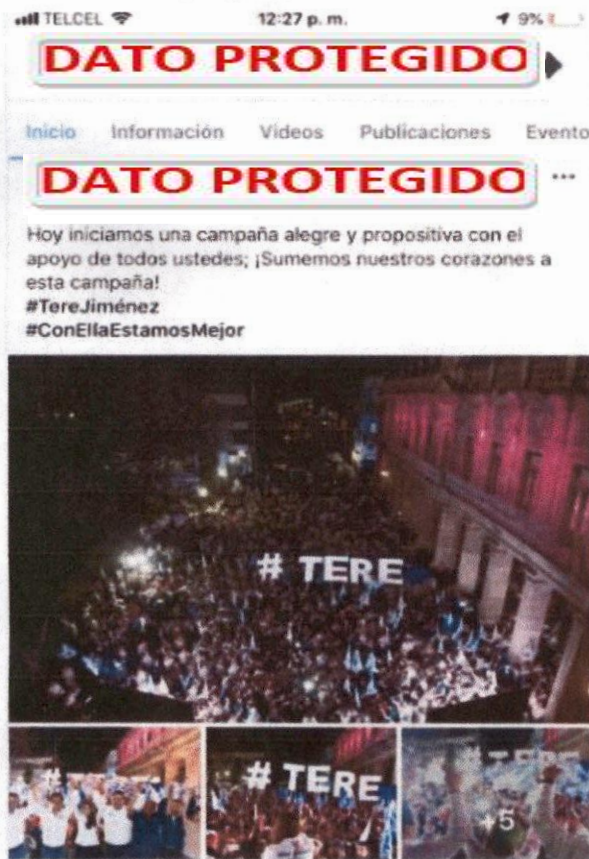 TELCEL 12:27 p. m. 9%
DATO PROTEGIDO
Inicio Información Videos Publicaciones Evento
DATO PROTEGIDO ...
Hoy iniciamos una campaña alegre y propositiva con el
apoyo de todos ustedes; ¡Sumemos nuestros corazones a
esta campaña!
#TereJiménez
#ConEllaEstamosMejor
# TERE
# TERE
# TERE
+5